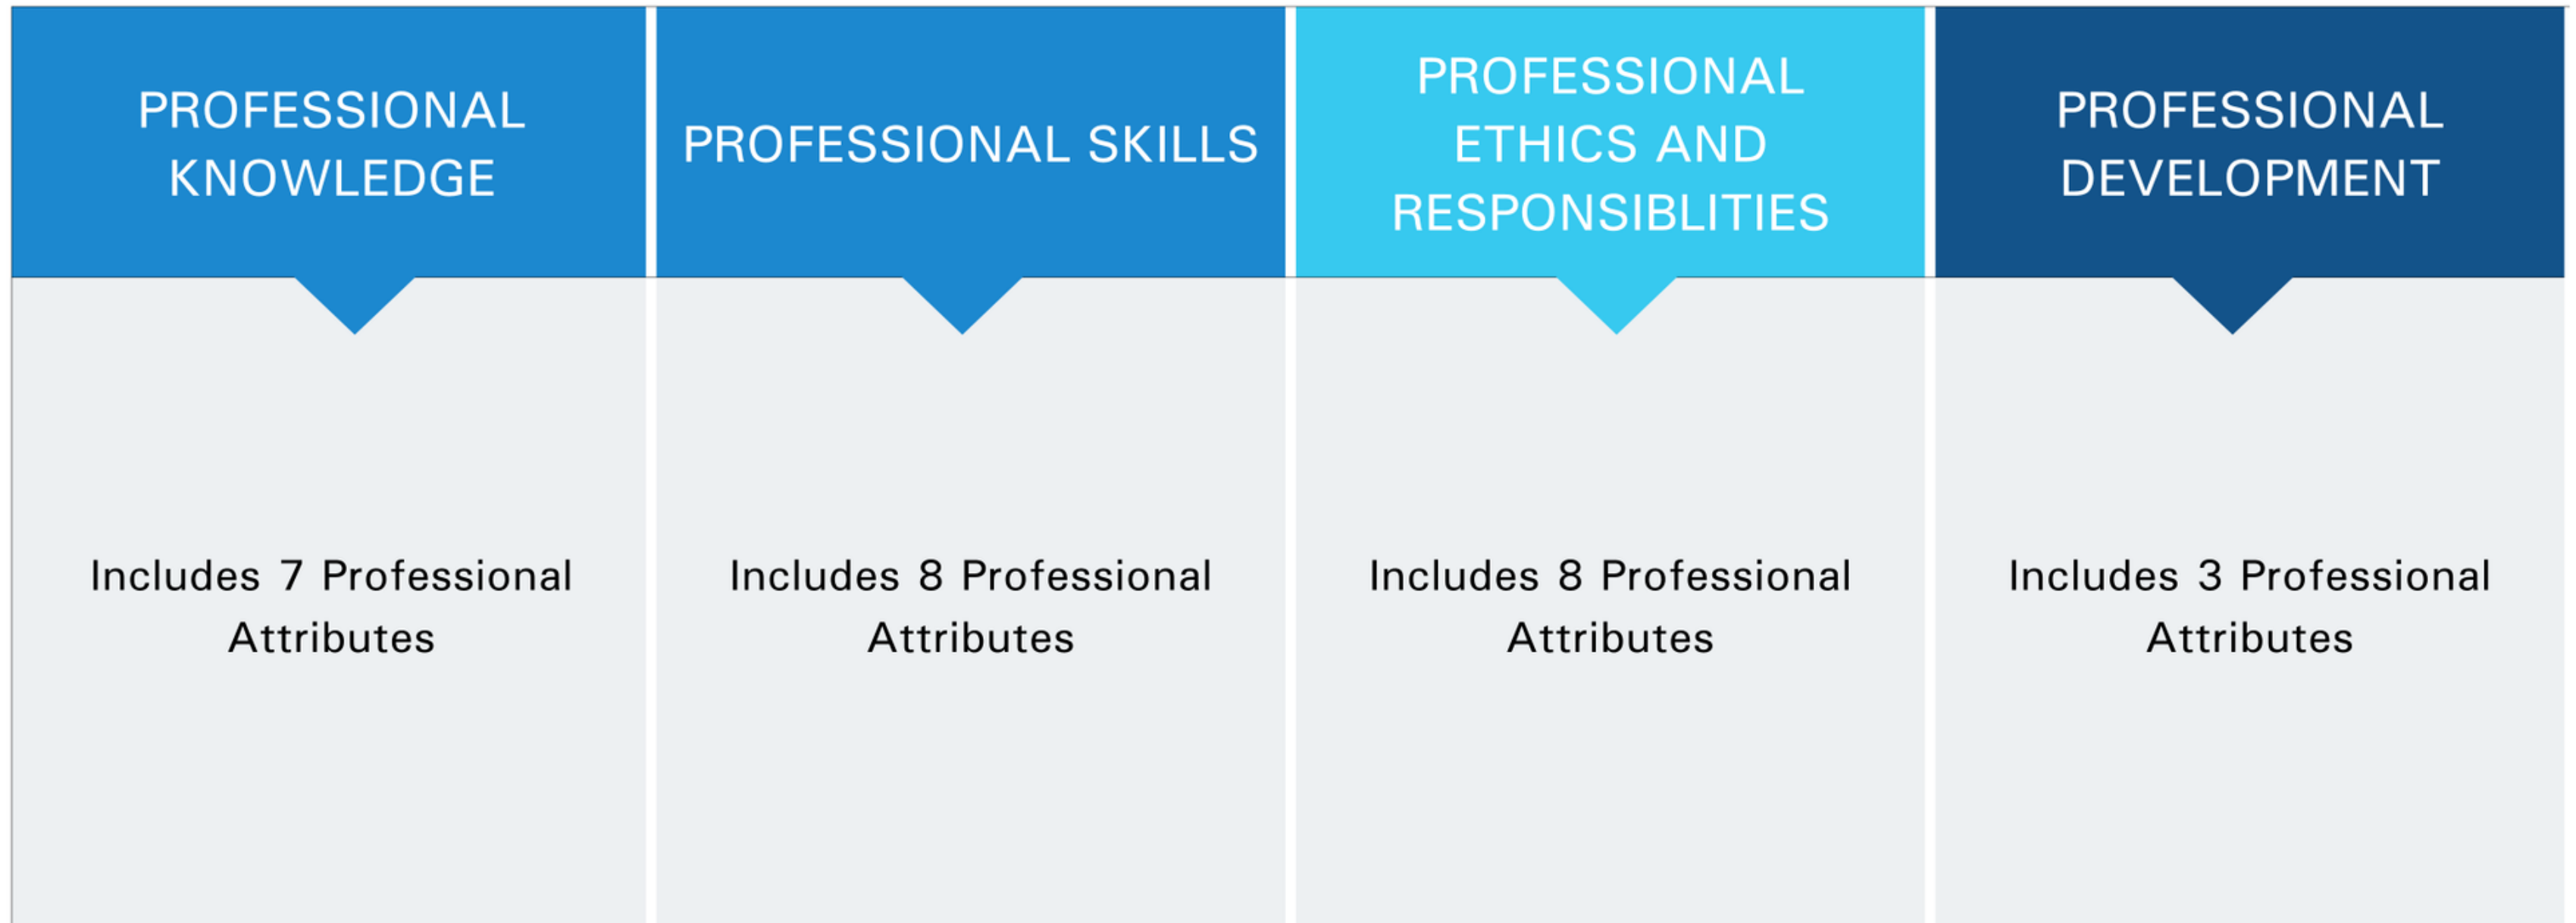 PROFESSIONAL
KNOWLEDGE
PROFESSIONAL SKILLS
PROFESSIONAL
ETHICS AND
RESPONSIBLITIES
PROFESSIONAL
DEVELOPMENT
Includes 7 Professional
Attributes
Includes 8 Professional
Attributes
Includes 8 Professional
Attributes
Includes 3 Professional
Attributes